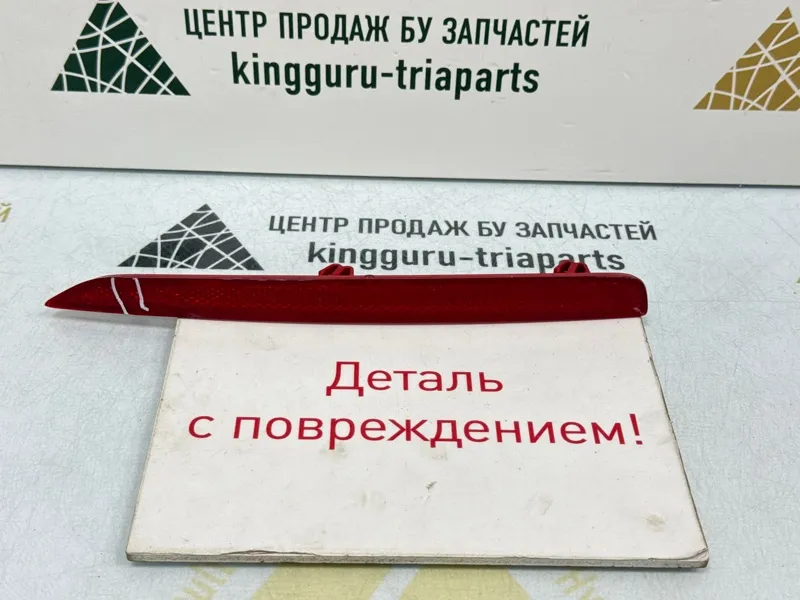 ЦЕНТР ПРОДАЖ БУ ЗАПЧАСТЕЙ
kingguru-triaparts
ЦЕНТР ПРОДАЖ БУ ЗАПЧАСТЕЙ
kingguru-triaparts
Деталь
с повреждением!